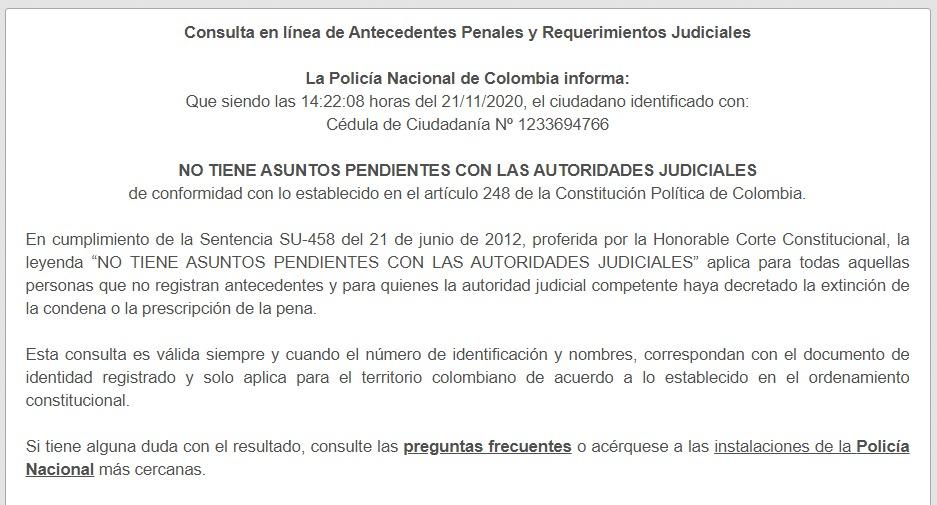 Consulta en línea de Antecedentes Penales y Requerimientos Judiciales
La Policía Nacional de Colombia informa:
Que siendo las 14:22:08 horas del 21/11/2020, el ciudadano identificado con:
Cédula de Ciudadanía Nº 1233694766
NO TIENE ASUNTOS PENDIENTES CON LAS AUTORIDADES JUDICIALES
de conformidad con lo establecido en el artículo 248 de la Constitución Política de Colombia.
En cumplimiento de la Sentencia SU-458 del 21 de junio de 2012, proferida por la Honorable Corte Constitucional, la
leyenda “NO TIENE ASUNTOS PENDIENTES CON LAS AUTORIDADES JUDICIALES” aplica para todas aquellas
personas que no registran antecedentes y para quienes la autoridad judicial competente haya decretado la extinción de
la condena o la prescripción de la pena.
Esta consulta es válida siempre y cuando el número de identificación y nombres, correspondan con el documento de
identidad registrado y solo aplica para el territorio colombiano de acuerdo a lo establecido en el ordenamiento
constitucional.
Si tiene alguna duda con el resultado, consulte las preguntas frecuentes o acérquese a las instalaciones de la Policía
Nacional más cercanas.